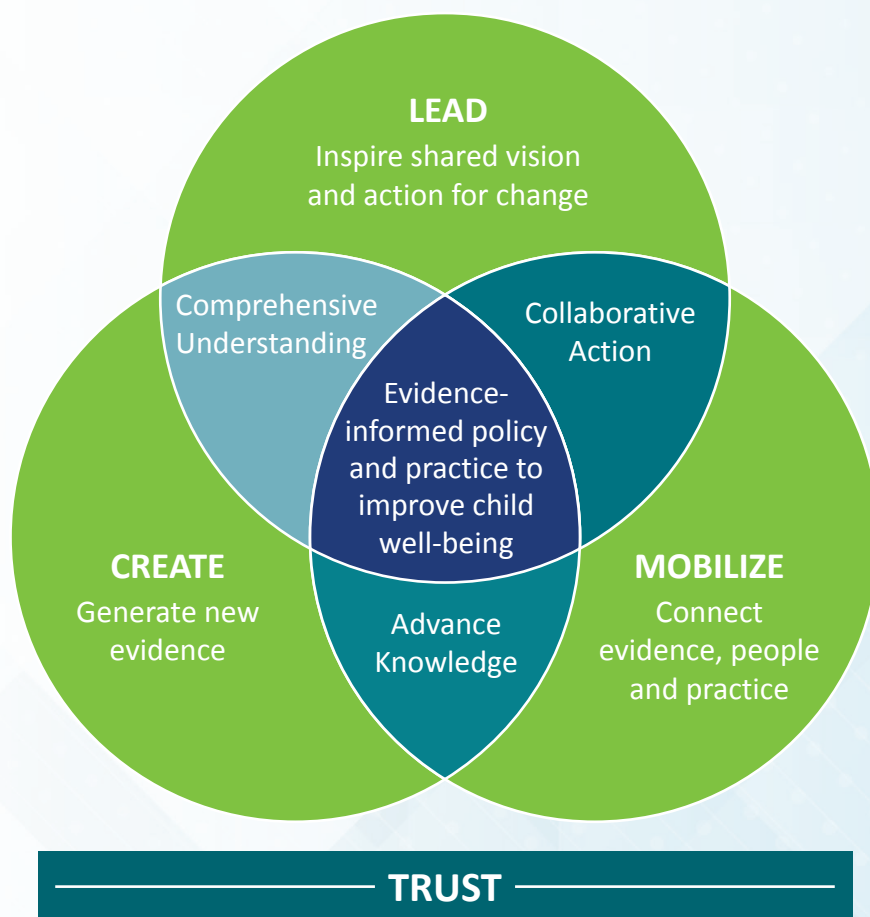 LEAD
Inspire shared vision
and action for change
Comprehensive
Understanding
Collaborative
Action
Evidence-
informed policy
and practice to
improve child
well-being
CREATE
Generate new
evidence
MOBILIZE
Connect
evidence, people
and practice
Advance
Knowledge
TRUST